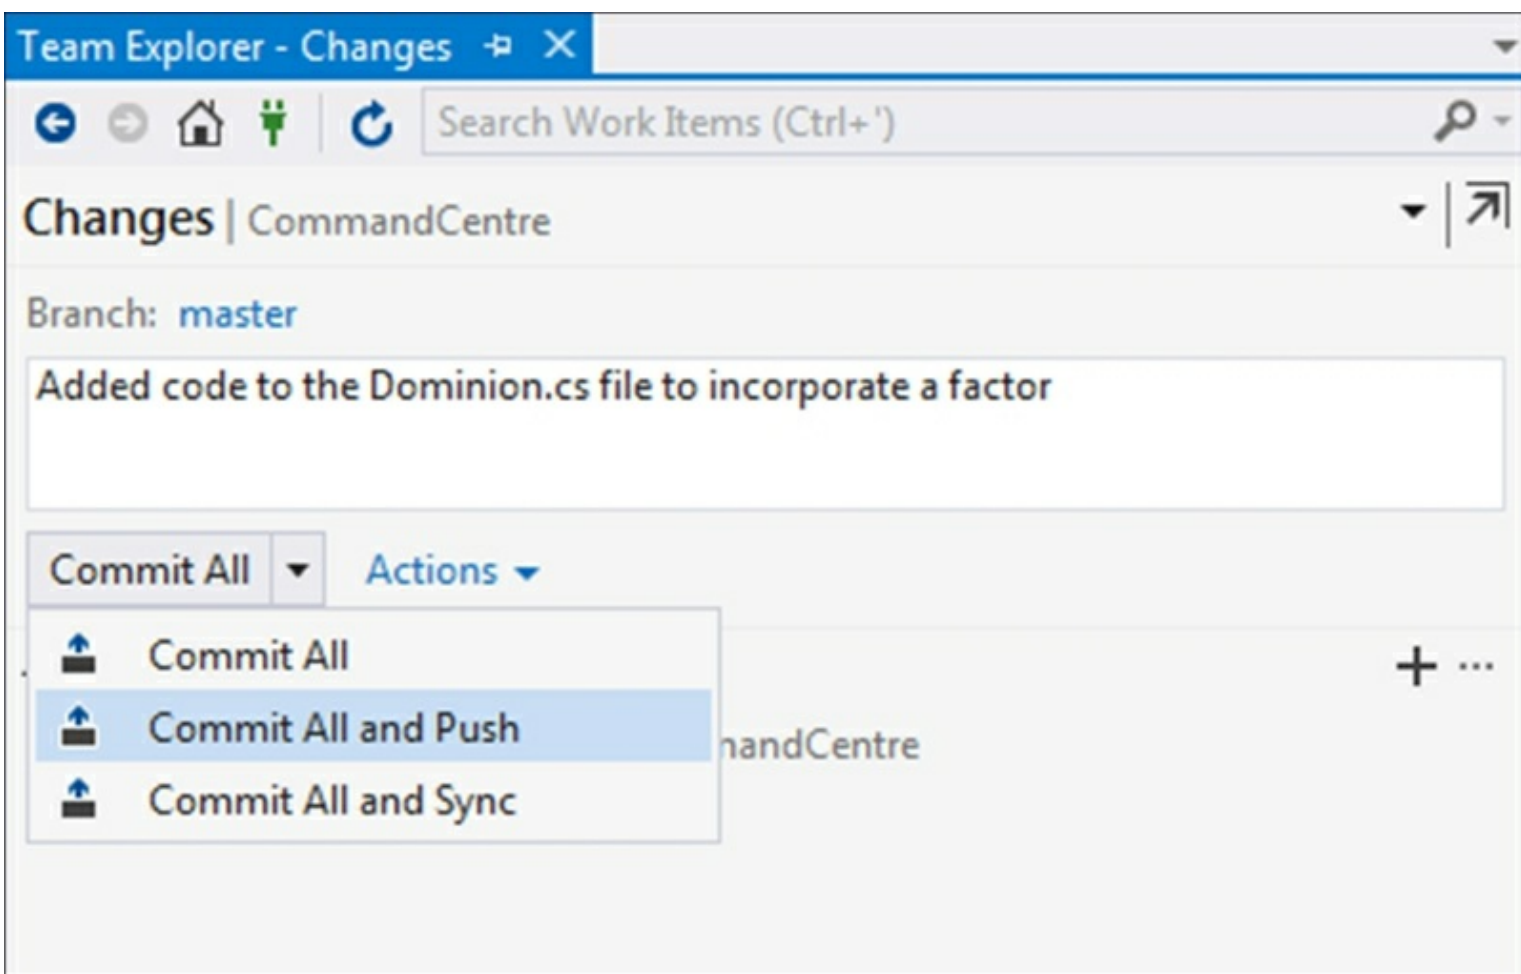 Team Explorer - Changes
Search Work Items (Ctrl+')
Changes | CommandCentre
Branch: master
Added code to the Dominion.cs file to incorporate a factor
Commit All Actions
Commit All
Commit All and Push
mandCentre
Commit All and Sync